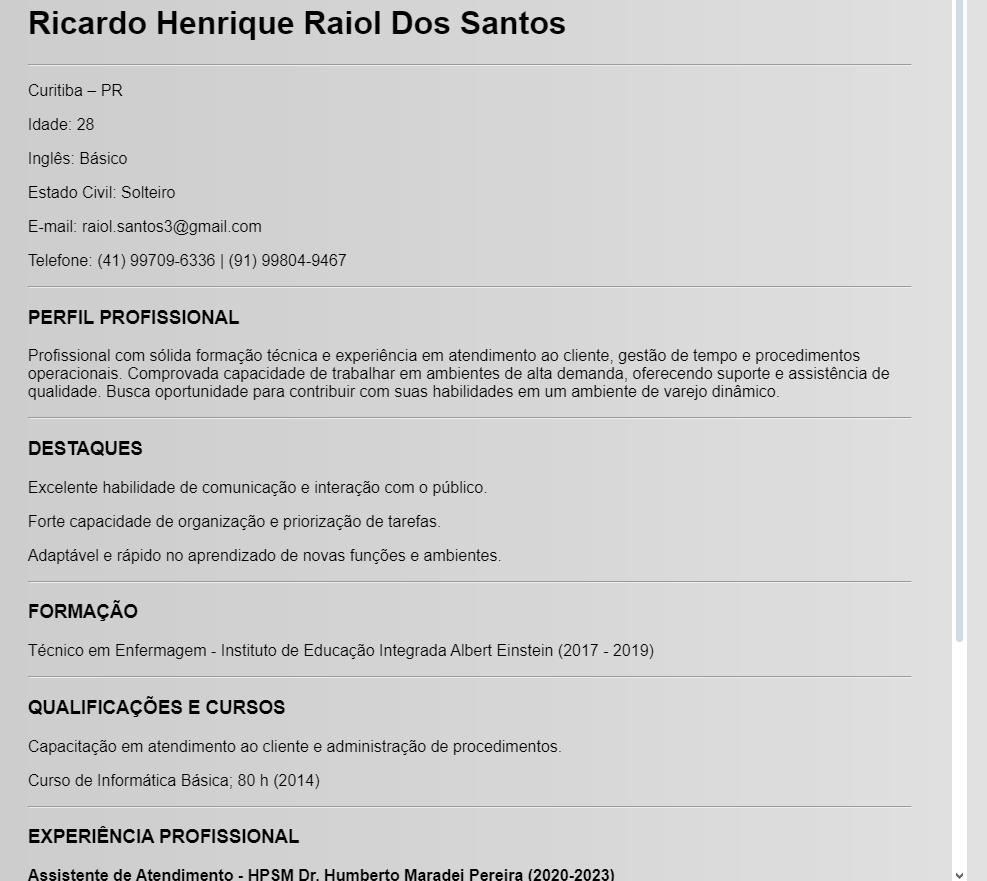 Ricardo Henrique Raiol Dos Santos
Curitiba – PR
Idade: 28
Inglês: Básico
Estado Civil: Solteiro
E-mail: raiol.santos3@gmail.com
Telefone: (41) 99709-6336 | (91) 99804-9467
PERFIL PROFISSIONAL
Profissional com sólida formação técnica e experiência em atendimento ao cliente, gestão de tempo e procedimentos
operacionais. Comprovada capacidade de trabalhar em ambientes de alta demanda, oferecendo suporte e assistência de
qualidade. Busca oportunidade para contribuir com suas habilidades em um ambiente de varejo dinâmico.
DESTAQUES
Excelente habilidade de comunicação e interação com o público.
Forte capacidade de organização e priorização de tarefas.
Adaptável e rápido no aprendizado de novas funções e ambientes.
FORMAÇÃO
Técnico em Enfermagem - Instituto de Educação Integrada Albert Einstein (2017 - 2019)
QUALIFICAÇÕES E CURSOS
Capacitação em atendimento ao cliente e administração de procedimentos.
Curso de Informática Básica; 80 h (2014)
EXPERIÊNCIA PROFISSIONAL
Assistente de Atendimento - HPSM Dr. Humberto Maradei Pereira (2020-2023)